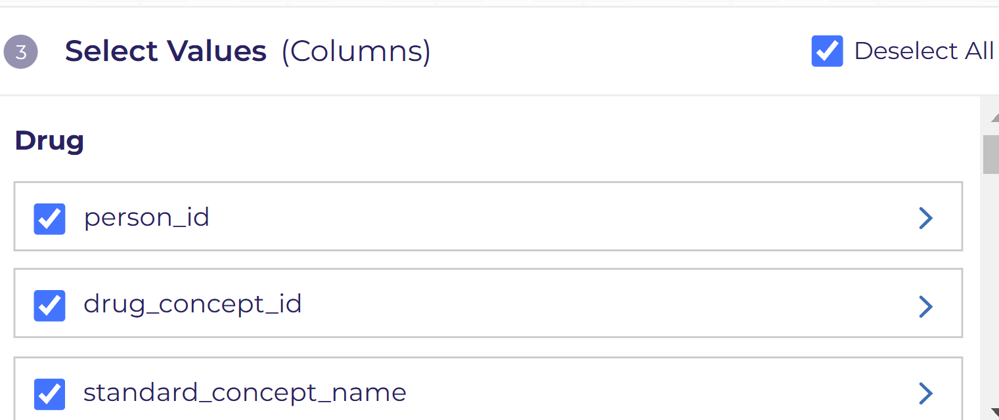 3 Select Values (Columns) Deselect All
Drug
person_id
drug_concept_id
standard_concept_name